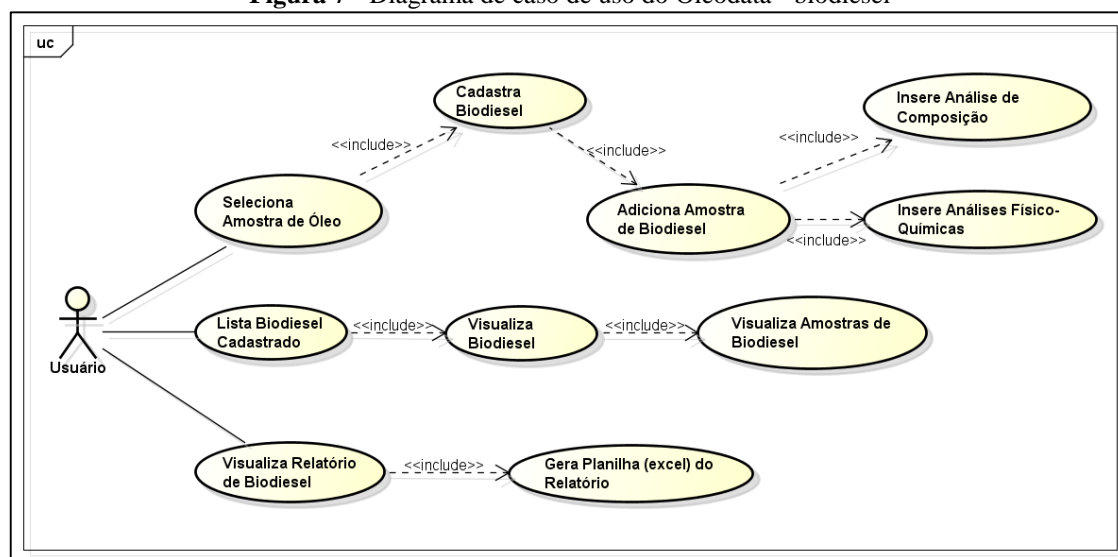 Figura 7 - Diagrama de caso de uso do Oleodata - biodiesel
uc
Cadastra
Biodiesel
Insere Análise de
Composição
<<include>>
<<include>>
<<include>>
Seleciona
Amostra de Óleo
Adiciona Amostra
de Biodiesel
Insere Análises Físico-
Químicas
<<include>>
Usuário
Lista Biodiesel
Cadastrado
<<include>>
Visualiza
Biodiesel
<<include>>
Visualiza Amostras de
Biodiesel
Visualiza Relatório
de Biodiesel
<<include>>
Gera Planilha (excel) do
Relatório